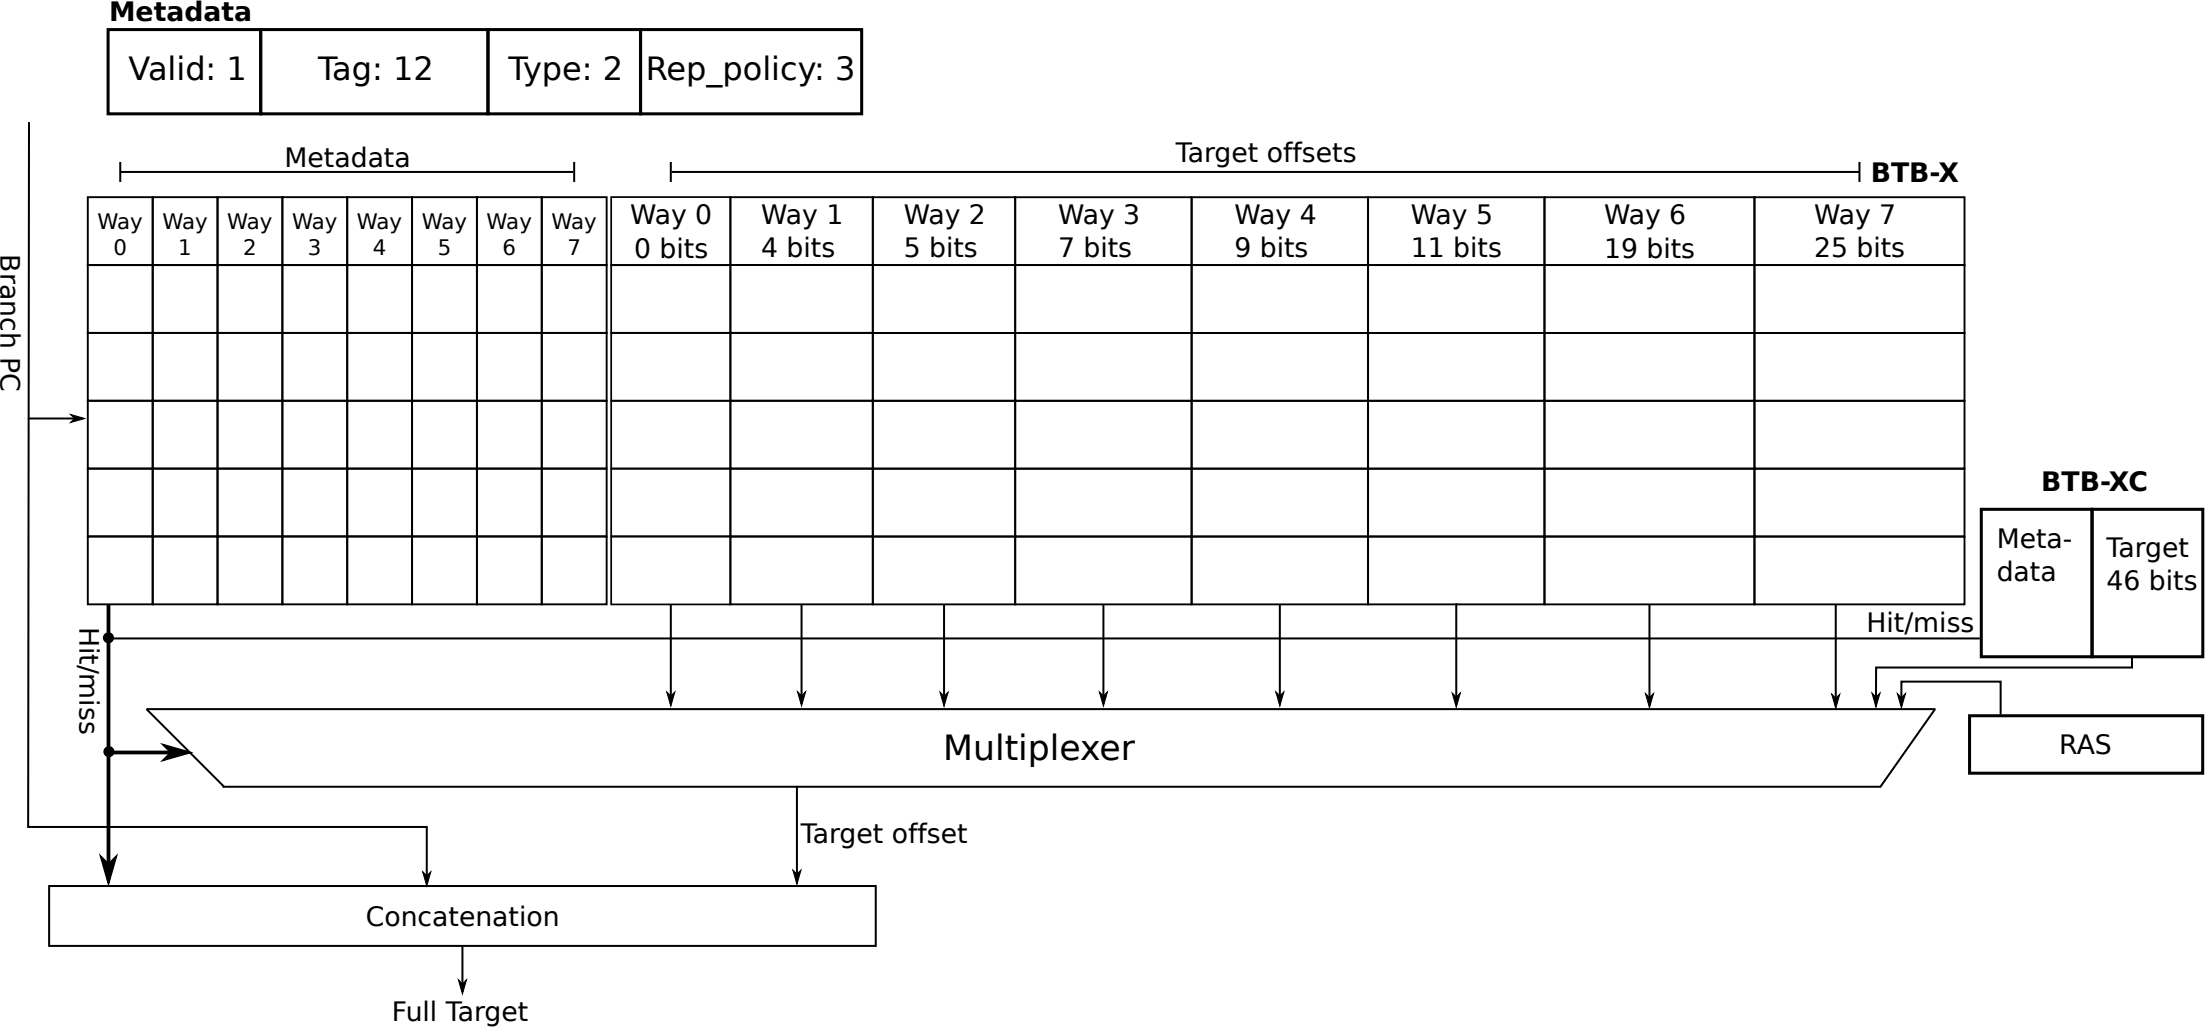 Metadata
Valid: 1
Tag: 12
Type: 2
Rep_policy: 3
Branch PC
Metadata
Target offsets
BTB-X
Way
0
Way
1
Way
2
Way
3
Way
4
Way
5
Way
6
Way
7
Way 0
0 bits
Way 1
4 bits
Way 2
5 bits
Way 3
7 bits
Way 4
9 bits
Way 5
11 bits
Way 6
19 bits
Way 7
25 bits
BTB-XC
Meta-
data
Target
46 bits
Hit/miss
Hit/miss
Multiplexer
RAS
Target offset
Concatenation
Full Target